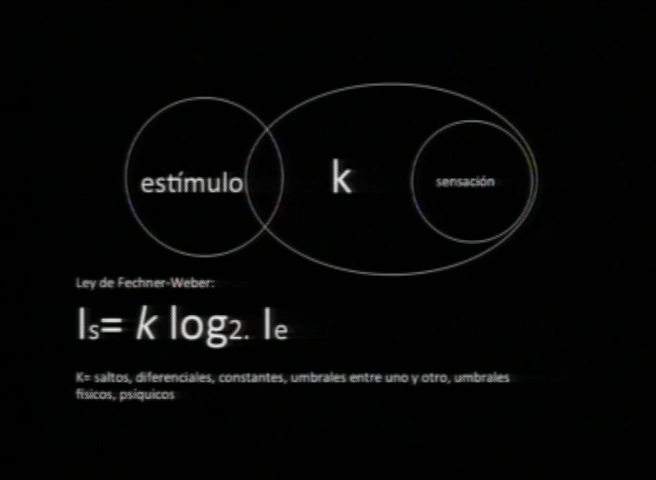 estímulo k sensación
Ley de Fechner-Weber:
Is= k log2. Ie
K= saltos, diferenciales, constantes, umbrales entre uno y otro, umbrales
físicos, psíquicos